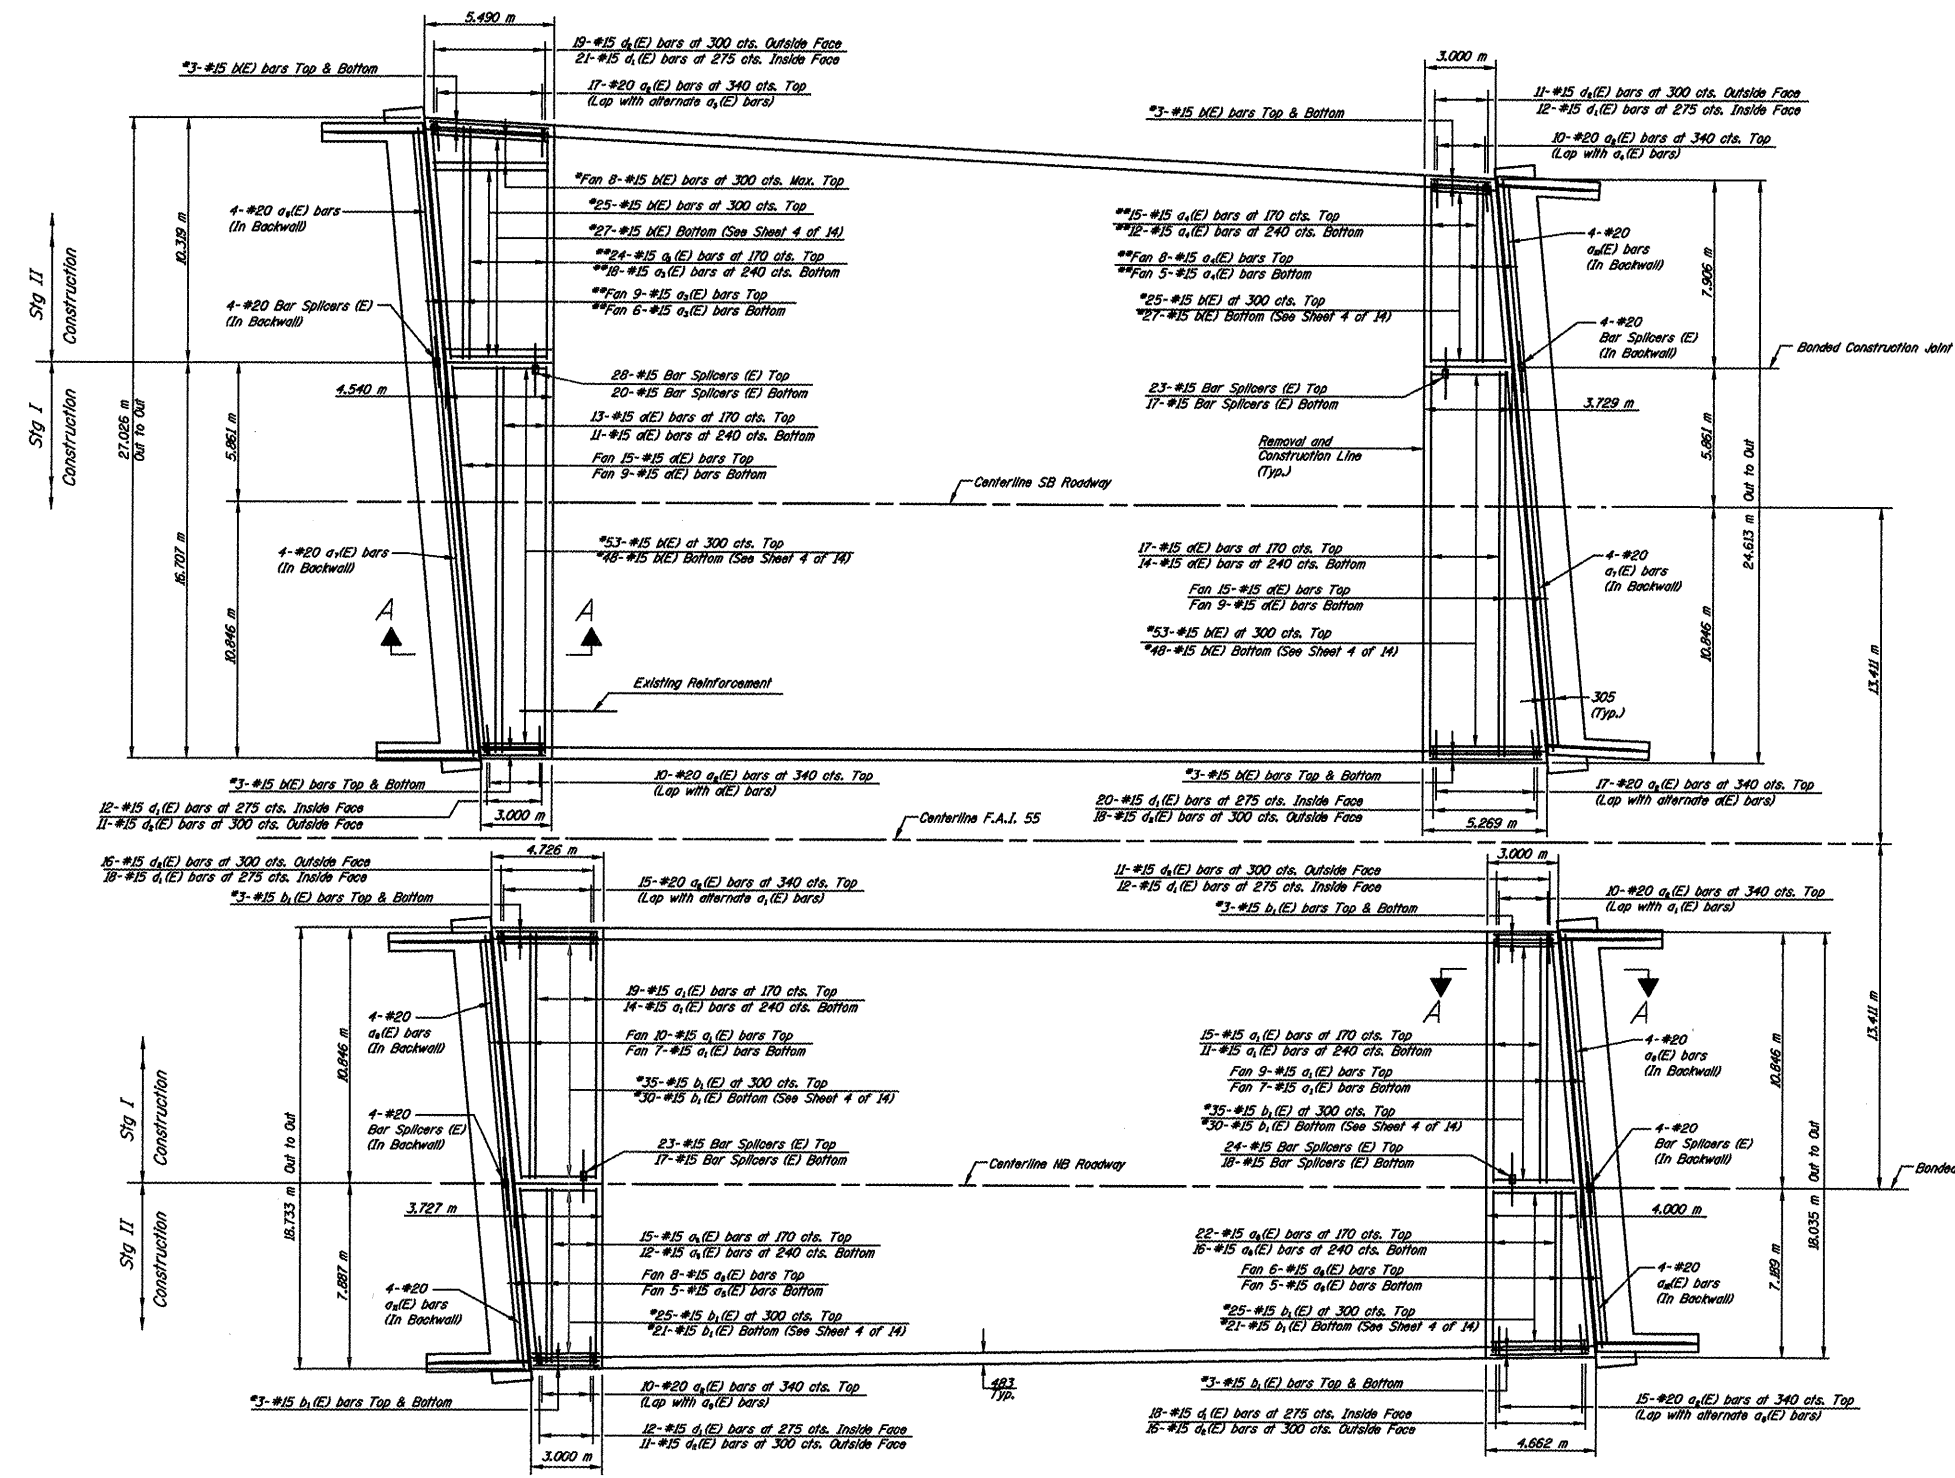 5.490 m
19-#15 d₂(E) bars at 300 cts. Outside Face
21-#15 d₁(E) bars at 275 cts. Inside Face
*3-#15 b(E) bars Top & Bottom
17-#20 a₂(E) bars at 340 cts. Top
(Lap with alternate a₃(E) bars)
3.000 m
11-#15 d₂(E) bars at 300 cts. Outside Face
12-#15 d₁(E) bars at 275 cts. Inside Face
*3-#15 b(E) bars Top & Bottom
10-#20 a₂(E) bars at 340 cts. Top
(Lap with a₄(E) bars)
*Fan 8-#15 b(E) bars at 300 cts. Max. Top
*25-#15 b(E) bars at 300 cts. Top
*27-#15 b(E) Bottom (See Sheet 4 of 14)
**24-#15 a₃(E) bars at 170 cts. Top
**18-#15 a₃(E) bars at 240 cts. Bottom
**Fan 9-#15 a₃(E) bars Top
**Fan 6-#15 a₃(E) bars Bottom
4-#20 (E) bars
(In Backwall)
4-#20 Bar Splicers (E)
(In Backwall)
10.319 m
Stg II
Construction
Stg I
Construction
27.026 m
Out to Out
5.861 m
16.707 m
10.846 m
4.540 m
28-#15 Bar Splicers (E) Top
20-#15 Bar Splicers (E) Bottom
13-#15 a(E) bars at 170 cts. Top
11-#15 a(E) bars at 240 cts. Bottom
Fan 15-#15 a(E) bars Top
Fan 9-#15 a(E) bars Bottom
Centerline SB Roadway
*53-#15 b(E) at 300 cts. Top
*48-#15 b(E) Bottom (See Sheet 4 of 14)
4-#20 a₇(E) bars
(In Backwall)
A
A
Existing Reinforcement
**15-#15 a₄(E) bars at 170 cts. Top
**12-#15 a₄(E) bars at 240 cts. Bottom
**Fan 8-#15 a₄(E) bars Top
**Fan 5-#15 a₄(E) bars Bottom
*25-#15 b(E) at 300 cts. Top
*27-#15 b(E) Bottom (See Sheet 4 of 14)
4-#20
(E) bars
(In Backwall)
7.906 m
4-#20
Bar Splicers (E)
(In Backwall)
Bonded Construction Joint
23-#15 Bar Splicers (E) Top
17-#15 Bar Splicers (E) Bottom
3.729 m
Removal and
Construction Line
(Typ.)
5.861 m
24.613 m Out to Out
17-#15 a(E) bars at 170 cts. Top
14-#15 a(E) bars at 240 cts. Bottom
4-#20
a₇(E) bars
(In Backwall)
Fan 15-#15 a(E) bars Top
Fan 9-#15 a(E) bars Bottom
*53-#15 b(E) at 300 cts. Top
*48-#15 b(E) Bottom (See Sheet 4 of 14)
10.846 m
13.411 m
305
(Typ.)
*3-#15 b(E) bars Top & Bottom
10-#20 a₂(E) bars at 340 cts. Top
(Lap with a(E) bars)
12-#15 d₁(E) bars at 275 cts. Inside Face
11-#15 d₂(E) bars at 300 cts. Outside Face
3.000 m
*3-#15 b(E) bars Top & Bottom
17-#20 a₂(E) bars at 340 cts. Top
(Lap with alternate a(E) bars)
20-#15 d₁(E) bars at 275 cts. Inside Face
18-#15 d₂(E) bars at 300 cts. Outside Face
5.269 m
Centerline F.A.I. 55
4.726 m
16-#15 d₂(E) bars at 300 cts. Outside Face
18-#15 d₁(E) bars at 275 cts. Inside Face
*3-#15 b₁(E) bars Top & Bottom
15-#20 a₂(E) bars at 340 cts. Top
(Lap with alternate a₁(E) bars)
3.000 m
11-#15 d₂(E) bars at 300 cts. Outside Face
12-#15 d₁(E) bars at 275 cts. Inside Face
*3-#15 b₁(E) bars Top & Bottom
10-#20 a₂(E) bars at 340 cts. Top
(Lap with a₁(E) bars)
19-#15 a₁(E) bars at 170 cts. Top
14-#15 a₁(E) bars at 240 cts. Bottom
Fan 10-#15 a₁(E) bars Top
Fan 7-#15 a₁(E) bars Bottom
*35-#15 b₁(E) at 300 cts. Top
*30-#15 b₁(E) Bottom (See Sheet 4 of 14)
4-#20
(E) bars
(In Backwall)
10.846 m
18.733 m Out to Out
Stg I
Construction
Stg II
Construction
4-#20
Bar Splicers (E)
(In Backwall)
23-#15 Bar Splicers (E) Top
17-#15 Bar Splicers (E) Bottom
Centerline NB Roadway
3.727 m
15-#15 (E) bars at 170 cts. Top
12-#15 (E) bars at 240 cts. Bottom
Fan 8-#15 (E) bars Top
Fan 5-#15 (E) bars Bottom
*25-#15 b₁(E) bars at 300 cts. Top
*21-#15 b₁(E) Bottom (See Sheet 4 of 14)
7.887 m
4-#20
(E) bars
(In Backwall)
A
A
15-#15 a₁(E) bars at 170 cts. Top
11-#15 a₁(E) bars at 240 cts. Bottom
Fan 9-#15 a₁(E) bars Top
Fan 7-#15 a₁(E) bars Bottom
*35-#15 b₁(E) at 300 cts. Top
*30-#15 b₁(E) Bottom (See Sheet 4 of 14)
24-#15 Bar Splicers (E) Top
18-#15 Bar Splicers (E) Bottom
4-#20
(E) bars
(In Backwall)
10.846 m
13.411 m
4-#20
Bar Splicers (E)
(In Backwall)
18.035 m Out to Out
Bonded
4.000 m
22-#15 (E) bars at 170 cts. Top
16-#15 (E) bars at 240 cts. Bottom
Fan 6-#15 (E) bars Top
Fan 5-#15 (E) bars Bottom
*25-#15 b₁(E) at 300 cts. Top
*21-#15 b₁(E) Bottom (See Sheet 4 of 14)
4-#20
(E) bars
(In Backwall)
7.189 m
*3-#15 b₁(E) bars Top & Bottom
10-#20 a₂(E) bars at 340 cts. Top
(Lap with (E) bars)
12-#15 d₁(E) bars at 275 cts. Inside Face
11-#15 d₂(E) bars at 300 cts. Outside Face
3.000 m
483
Typ.
*3-#15 b₁(E) bars Top & Bottom
15-#20 a₂(E) bars at 340 cts. Top
(Lap with alternate (E) bars)
18-#15 d₁(E) bars at 275 cts. Inside Face
16-#15 d₂(E) bars at 300 cts. Outside Face
4.662 m